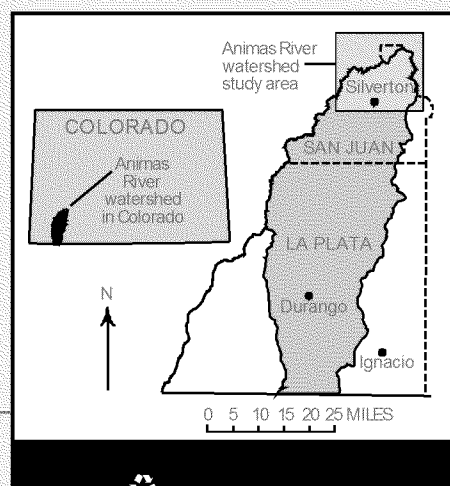 Animas River
watershed
study area
Silverton
COLORADO
SAN JUAN
Animas
River
watershed
in Colorado
LA PLATA
N
Durango
Ignacio
0 5 10 15 20 25 MILES